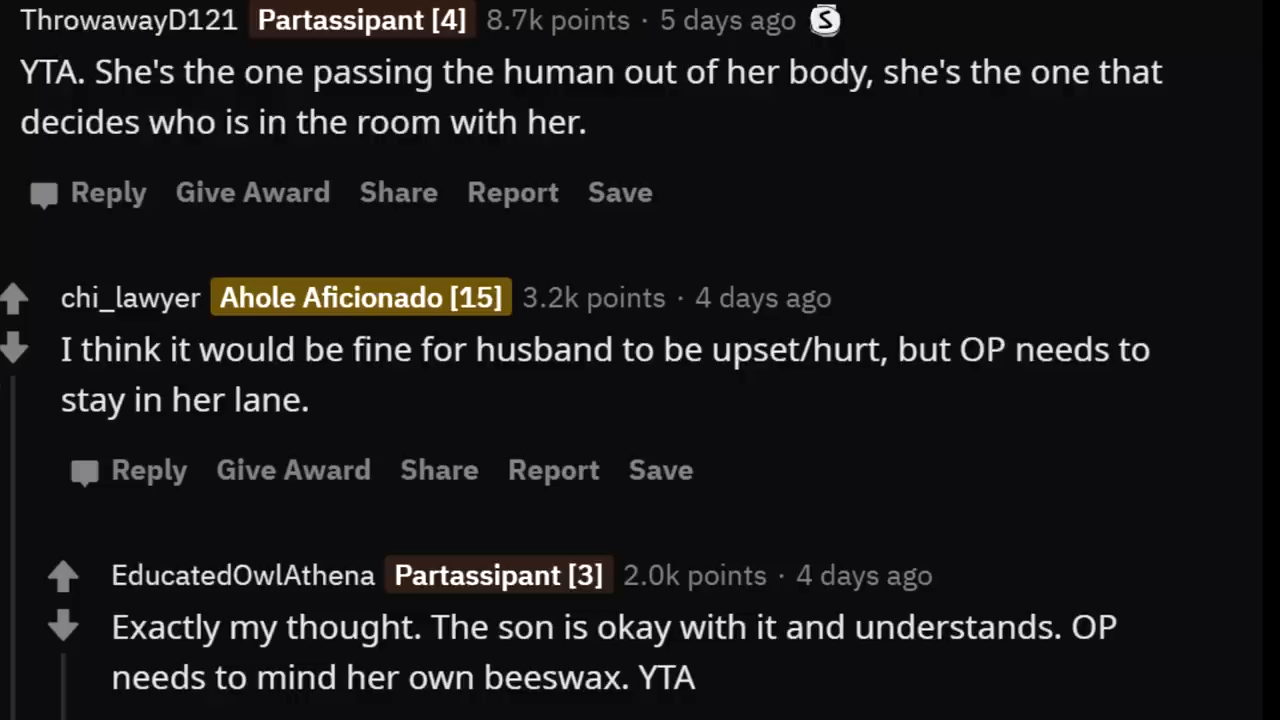 ThrowawayD121 Partassipant [4] 8.7k points · 5 days ago S
YTA. She's the one passing the human out of her body, she's the one that
decides who is in the room with her.
Reply Give Award Share Report Save
chi_lawyer Ahole Aficionado [15] 3.2k points · 4 days ago
I think it would be fine for husband to be upset/hurt, but OP needs to
stay in her lane.
Reply Give Award Share Report Save
EducatedOwlAthena Partassipant [3] 2.0k points · 4 days ago
Exactly my thought. The son is okay with it and understands. OP
needs to mind her own beeswax. YTA